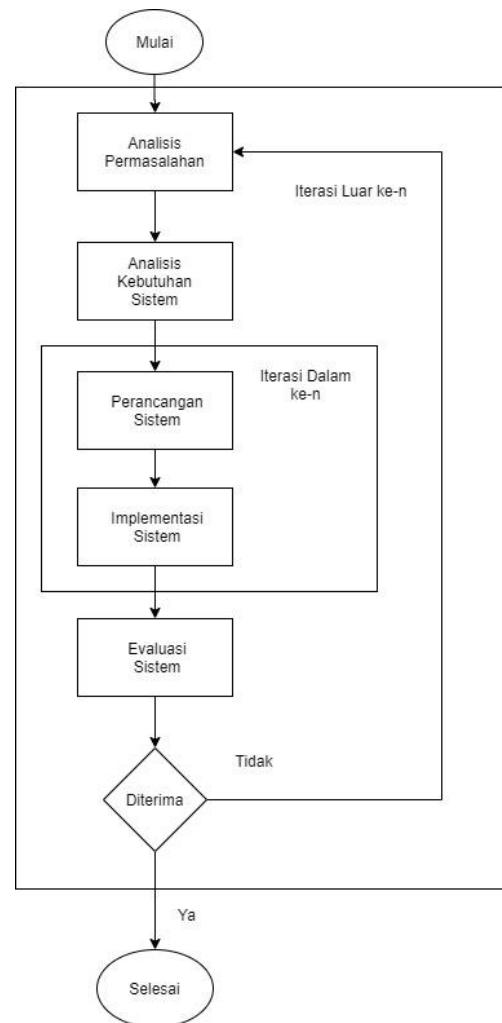 Mulai
Analisis
Permasalahan
Iterasi Luar ke-n
Analisis
Kebutuhan
Sistem
Iterasi Dalam
ke-n
Perancangan
Sistem
Implementasi
Sistem
Evaluasi
Sistem
Tidak
Diterima
Ya
Selesai